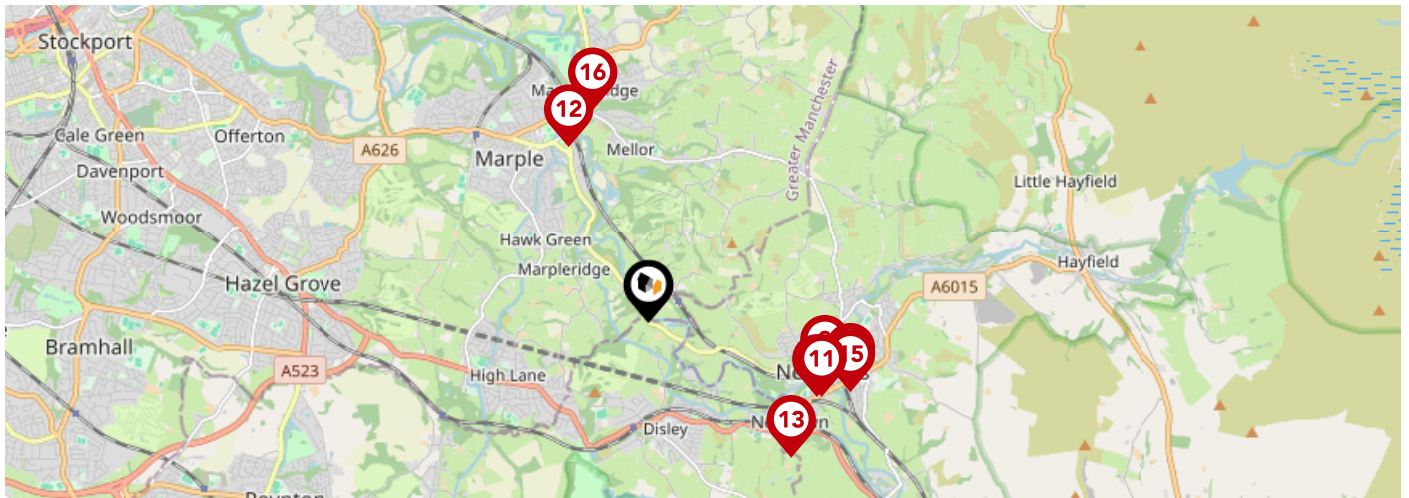 Stockport
16
12
Cale Green
Offerton
A626
Marple
Mellor
Greater Manchester
Davenport
Woodsmoor
Little Hayfield
Hawk Green
Marpleridge
Hayfield
Hazel Grove
A6015
Bramhall
11
A523
High Lane
13
Disley